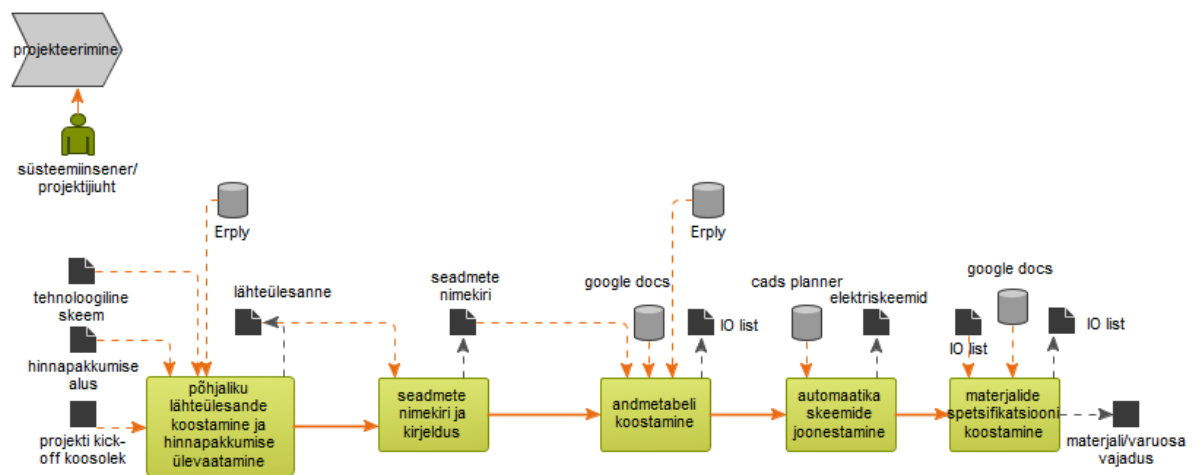 projekteerimine
süsteemiinsener/
projektijuht
Erply
Erply
tehnoloogiline
skeem
lähteülesanne
seadmete
nimekiri
google docs
IO list
cads planner
elektriskeemid
google docs
IO list
IO list
hinnapakkumise
alus
projekti kick-
off koosolek
põhjaliku
lähteülesande
koostamine ja
hinnapakkumise
ülevaatamine
seadmete
nimekiri ja
kirjeldus
andmetabeli
koostamine
automaatika
skeemide
joonestamine
materjalide
spetsifikatsiooni
koostamine
materjali/varuosa
vajadus